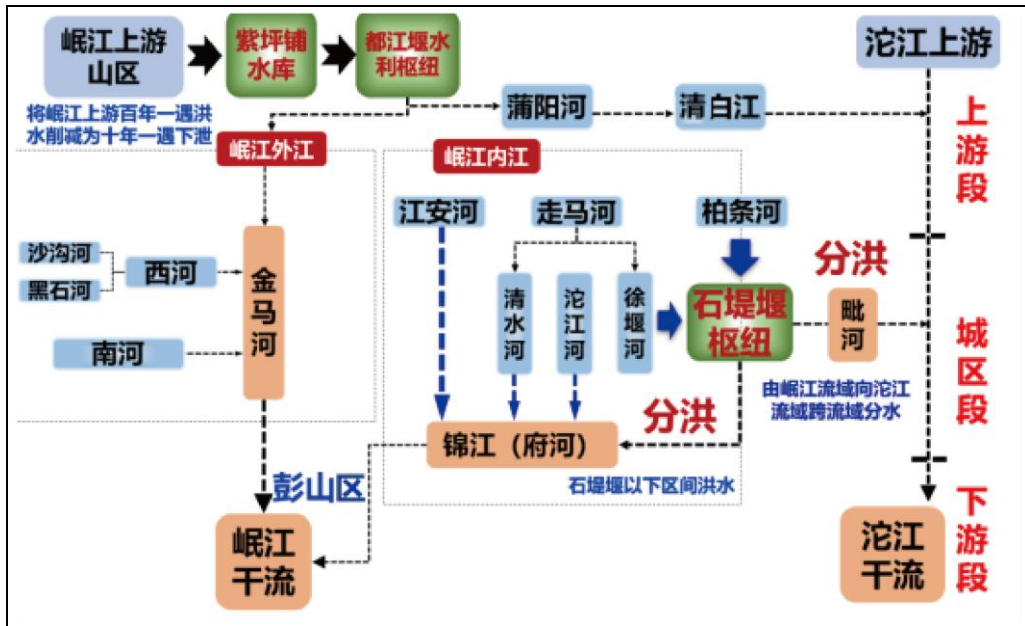 岷江上游
山区
紫坪铺
水库
都江堰水
利枢纽
沱江上游
将岷江上游百年一遇洪
水削减为十年一遇下泄
蒲阳河
清白江
上游段
岷江外江
岷江内江
江安河
走马河
柏条河
沙沟河
黑石河
西河
金马河
南河
清水河
沱江河
徐堰河
石堤堰
枢纽
分洪
毗河
城区段
由岷江流域向沱江
流域跨流域分水
分洪
锦江（府河）
石堤堰以下区间洪水
彭山区
岷江
干流
沱江
干流
下游段